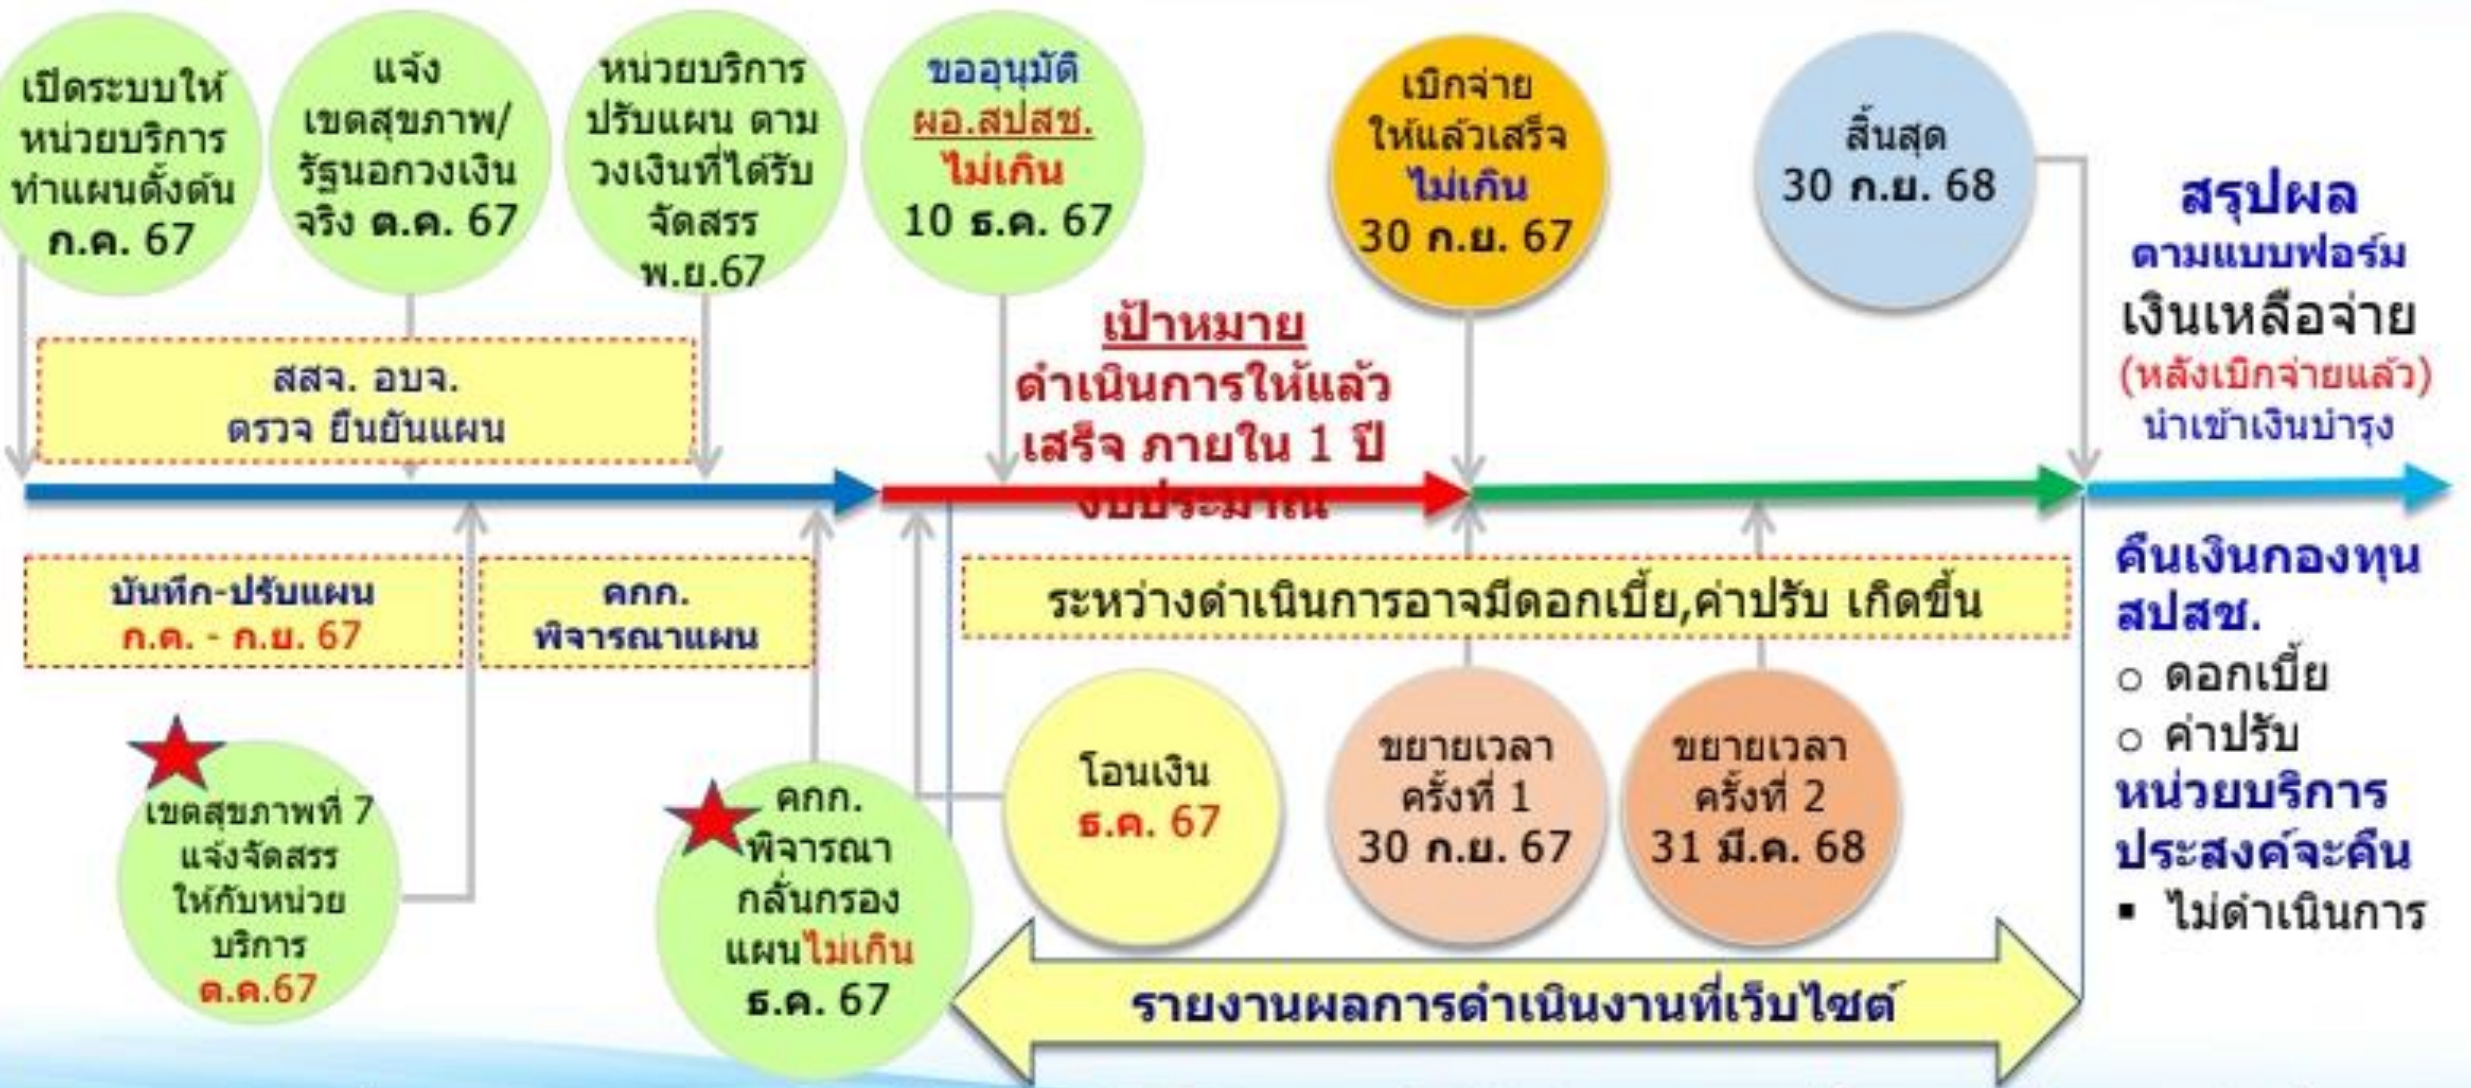 เปิดระบบให้
หน่วยบริการ
ทำแผนตั้งต้น
ก.ค. 67
แจ้ง
เขตสุขภาพ/
รัฐนอกวงเงิน
จริง ต.ค. 67
หน่วยบริการ
ปรับแผน ตาม
วงเงินที่ได้รับ
จัดสรร
พ.ย.67
ขออนุมัติ
ผอ.สปสช.
ไม่เกิน
10 ธ.ค. 67
เบิกจ่าย
ให้แล้วเสร็จ
ไม่เกิน
30 ก.ย. 67
สิ้นสุด
30 ก.ย. 68
สรุปผล
ตามแบบฟอร์ม
เงินเหลือจ่าย
(หลังเบิกจ่ายแล้ว)
นำเข้าเงินบำรุง
สสจ. อบจ.
ตรวจ ยืนยันแผน
เป้าหมาย
ดำเนินการให้แล้ว
เสร็จ ภายใน 1 ปี
งบประมาณ
บันทึก-ปรับแผน
ก.ค. - ก.ย. 67
คกก.
พิจารณาแผน
ระหว่างดำเนินการอาจมีดอกเบี้ย,ค่าปรับ เกิดขึ้น
คืนเงินกองทุน
สปสช.
○ ดอกเบี้ย
○ ค่าปรับ
หน่วยบริการ
ประสงค์จะคืน
▪ ไม่ดำเนินการ
เขตสุขภาพที่ 7
แจ้งจัดสรร
ให้กับหน่วย
บริการ
ต.ค.67
คกก.
พิจารณา
กลั่นกรอง
แผนไม่เกิน
ธ.ค. 67
โอนเงิน
ธ.ค. 67
ขยายเวลา
ครั้งที่ 1
30 ก.ย. 67
ขยายเวลา
ครั้งที่ 2
31 มี.ค. 68
รายงานผลการดำเนินงานที่เว็บไซต์